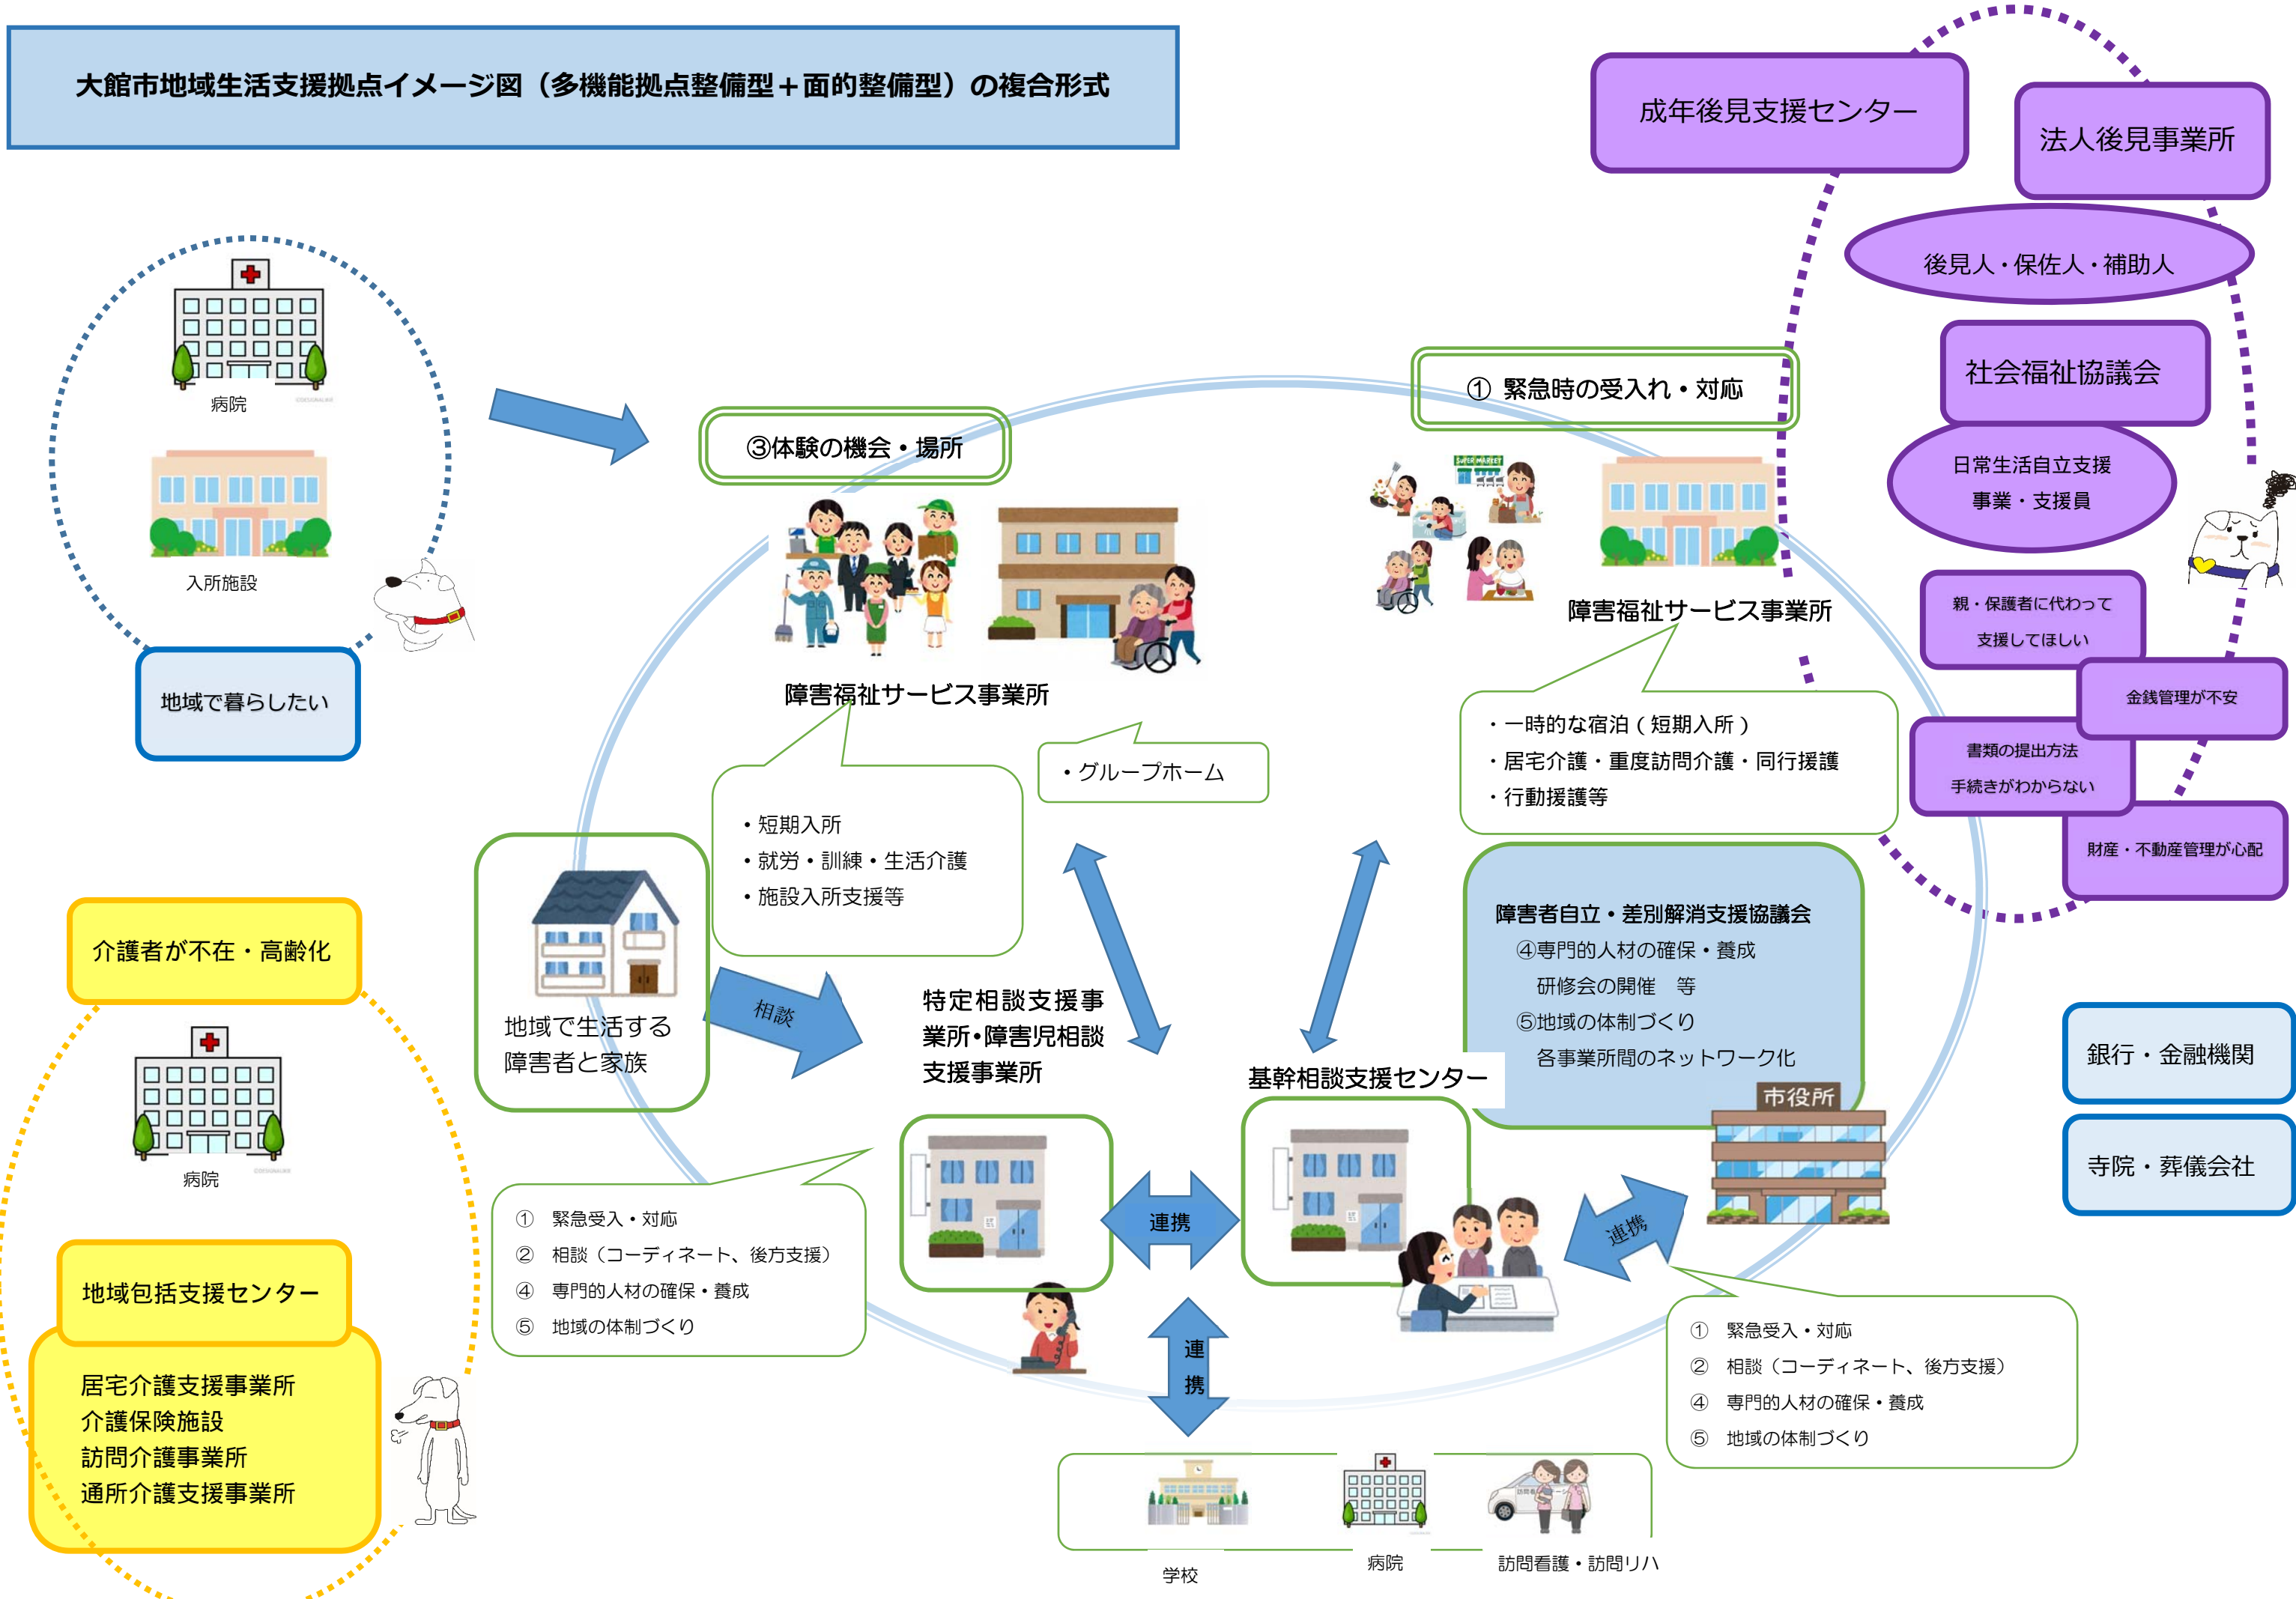 大館市地域生活支援拠点イメージ図（多機能拠点整備型＋面的整備型）の複合形式
成年後見支援センター
法人後見事業所
後見人・保佐人・補助人
社会福祉協議会
日常生活自立支援
事業・支援員
親・保護者に代わって
支援してほしい
金銭管理が不安
書類の提出方法
手続きがわからない
財産・不動産管理が心配
病院
入所施設
地域で暮らしたい
③体験の機会・場所
障害福祉サービス事業所
・短期入所
・就労・訓練・生活介護
・施設入所支援等
・グループホーム
① 緊急時の受入れ・対応
SUPER MARKET
障害福祉サービス事業所
・一時的な宿泊（短期入所）
・居宅介護・重度訪問介護・同行援護
・行動援護等
地域で生活する
障害者と家族
相談
特定相談支援事
業所・障害児相談
支援事業所
基幹相談支援センター
障害者自立・差別解消支援協議会
④専門的人材の確保・養成
研修会の開催　等
⑤地域の体制づくり
各事業所間のネットワーク化
市役所
銀行・金融機関
寺院・葬儀会社
介護者が不在・高齢化
病院
地域包括支援センター
居宅介護支援事業所
介護保険施設
訪問介護事業所
通所介護支援事業所
① 緊急受入・対応
② 相談（コーディネート、後方支援）
④ 専門的人材の確保・養成
⑤ 地域の体制づくり
連携
連携
連
携
① 緊急受入・対応
② 相談（コーディネート、後方支援）
④ 専門的人材の確保・養成
⑤ 地域の体制づくり
学校
病院
訪問看護・訪問リハ